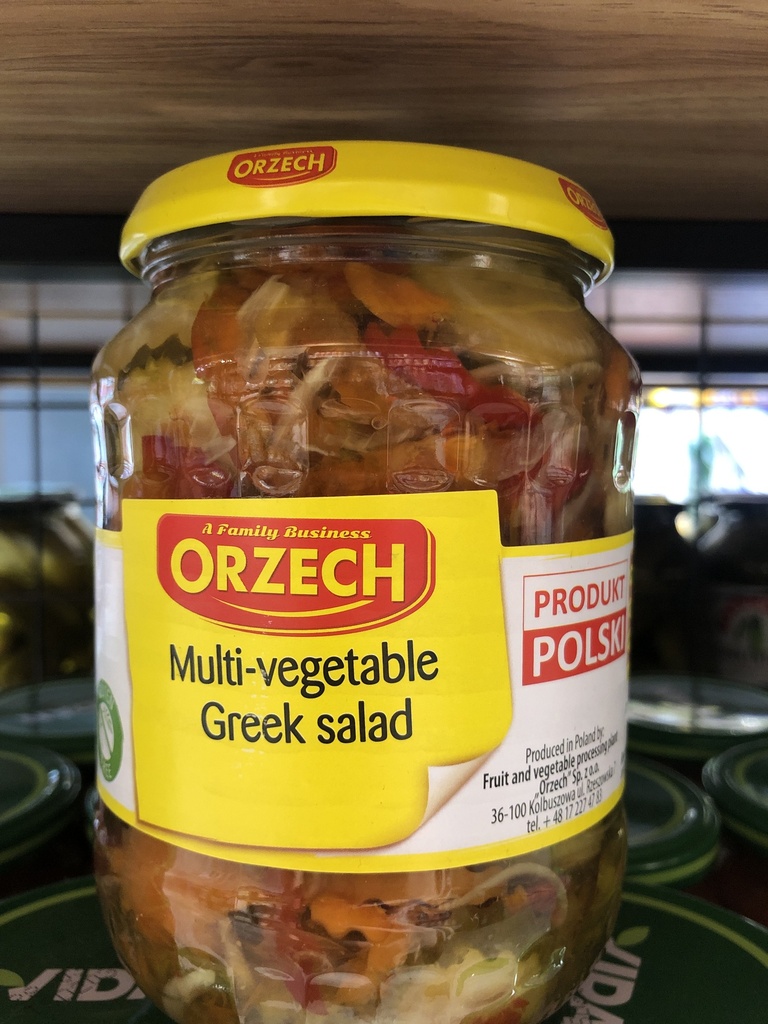 ORZECH
A Family Business
ORZECH
Multi-vegetable
Greek salad
PRODUKT
POLSKI
Produced in Poland by:
Fruit and vegetable processing plant
„Orzech" Sp. z o.o.
36-100 Kolbuszowa ul. Rzeszowska
tel. + 48 17 227 47 83